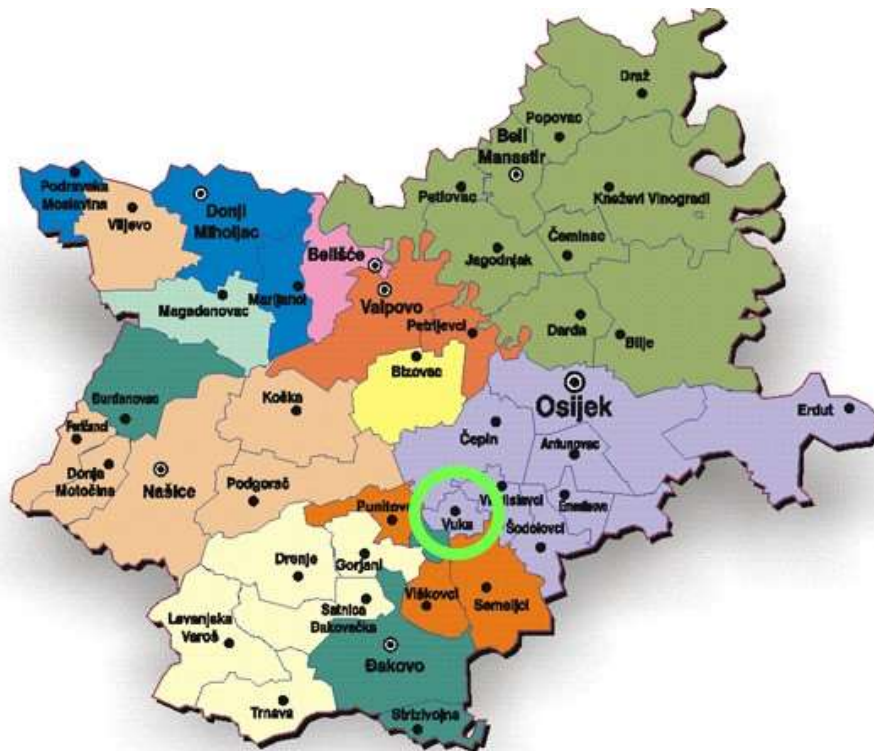 Draž
Popovac
Beli
Manastir
Podravska
Moslavina
Viljevo
Donji
Miholjac
Petlovac
Kneževi Vinogradi
Čeminac
Jagodnjak
Belišće
Magadenovac
Marijanci
Valpovo
Petrijevci
Darda
Bilje
Bizovac
Đurđenovac
Koška
Osijek
Erdut
Feričanci
Čepin
Antunovac
Donja
Motičina
Našice
Podgorač
Punitovci
Vuka
Vladislavci
Ernestinovo
Šodolovci
Drenje
Gorjani
Viškovci
Semeljci
Levanjska
Varoš
Satnica
Đakovačka
Đakovo
Trnava
Strizivojna